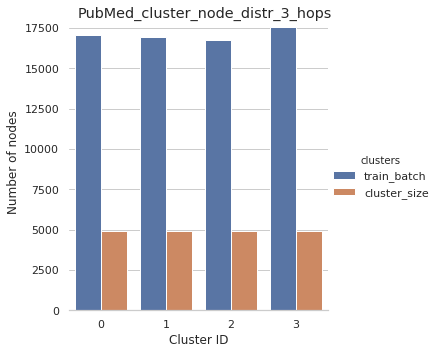 PubMed_cluster_node_distr_3_hops
17500
15000
12500
10000
7500
5000
2500
0
Number of nodes
0 1 2 3
Cluster ID
clusters
train_batch
cluster_size